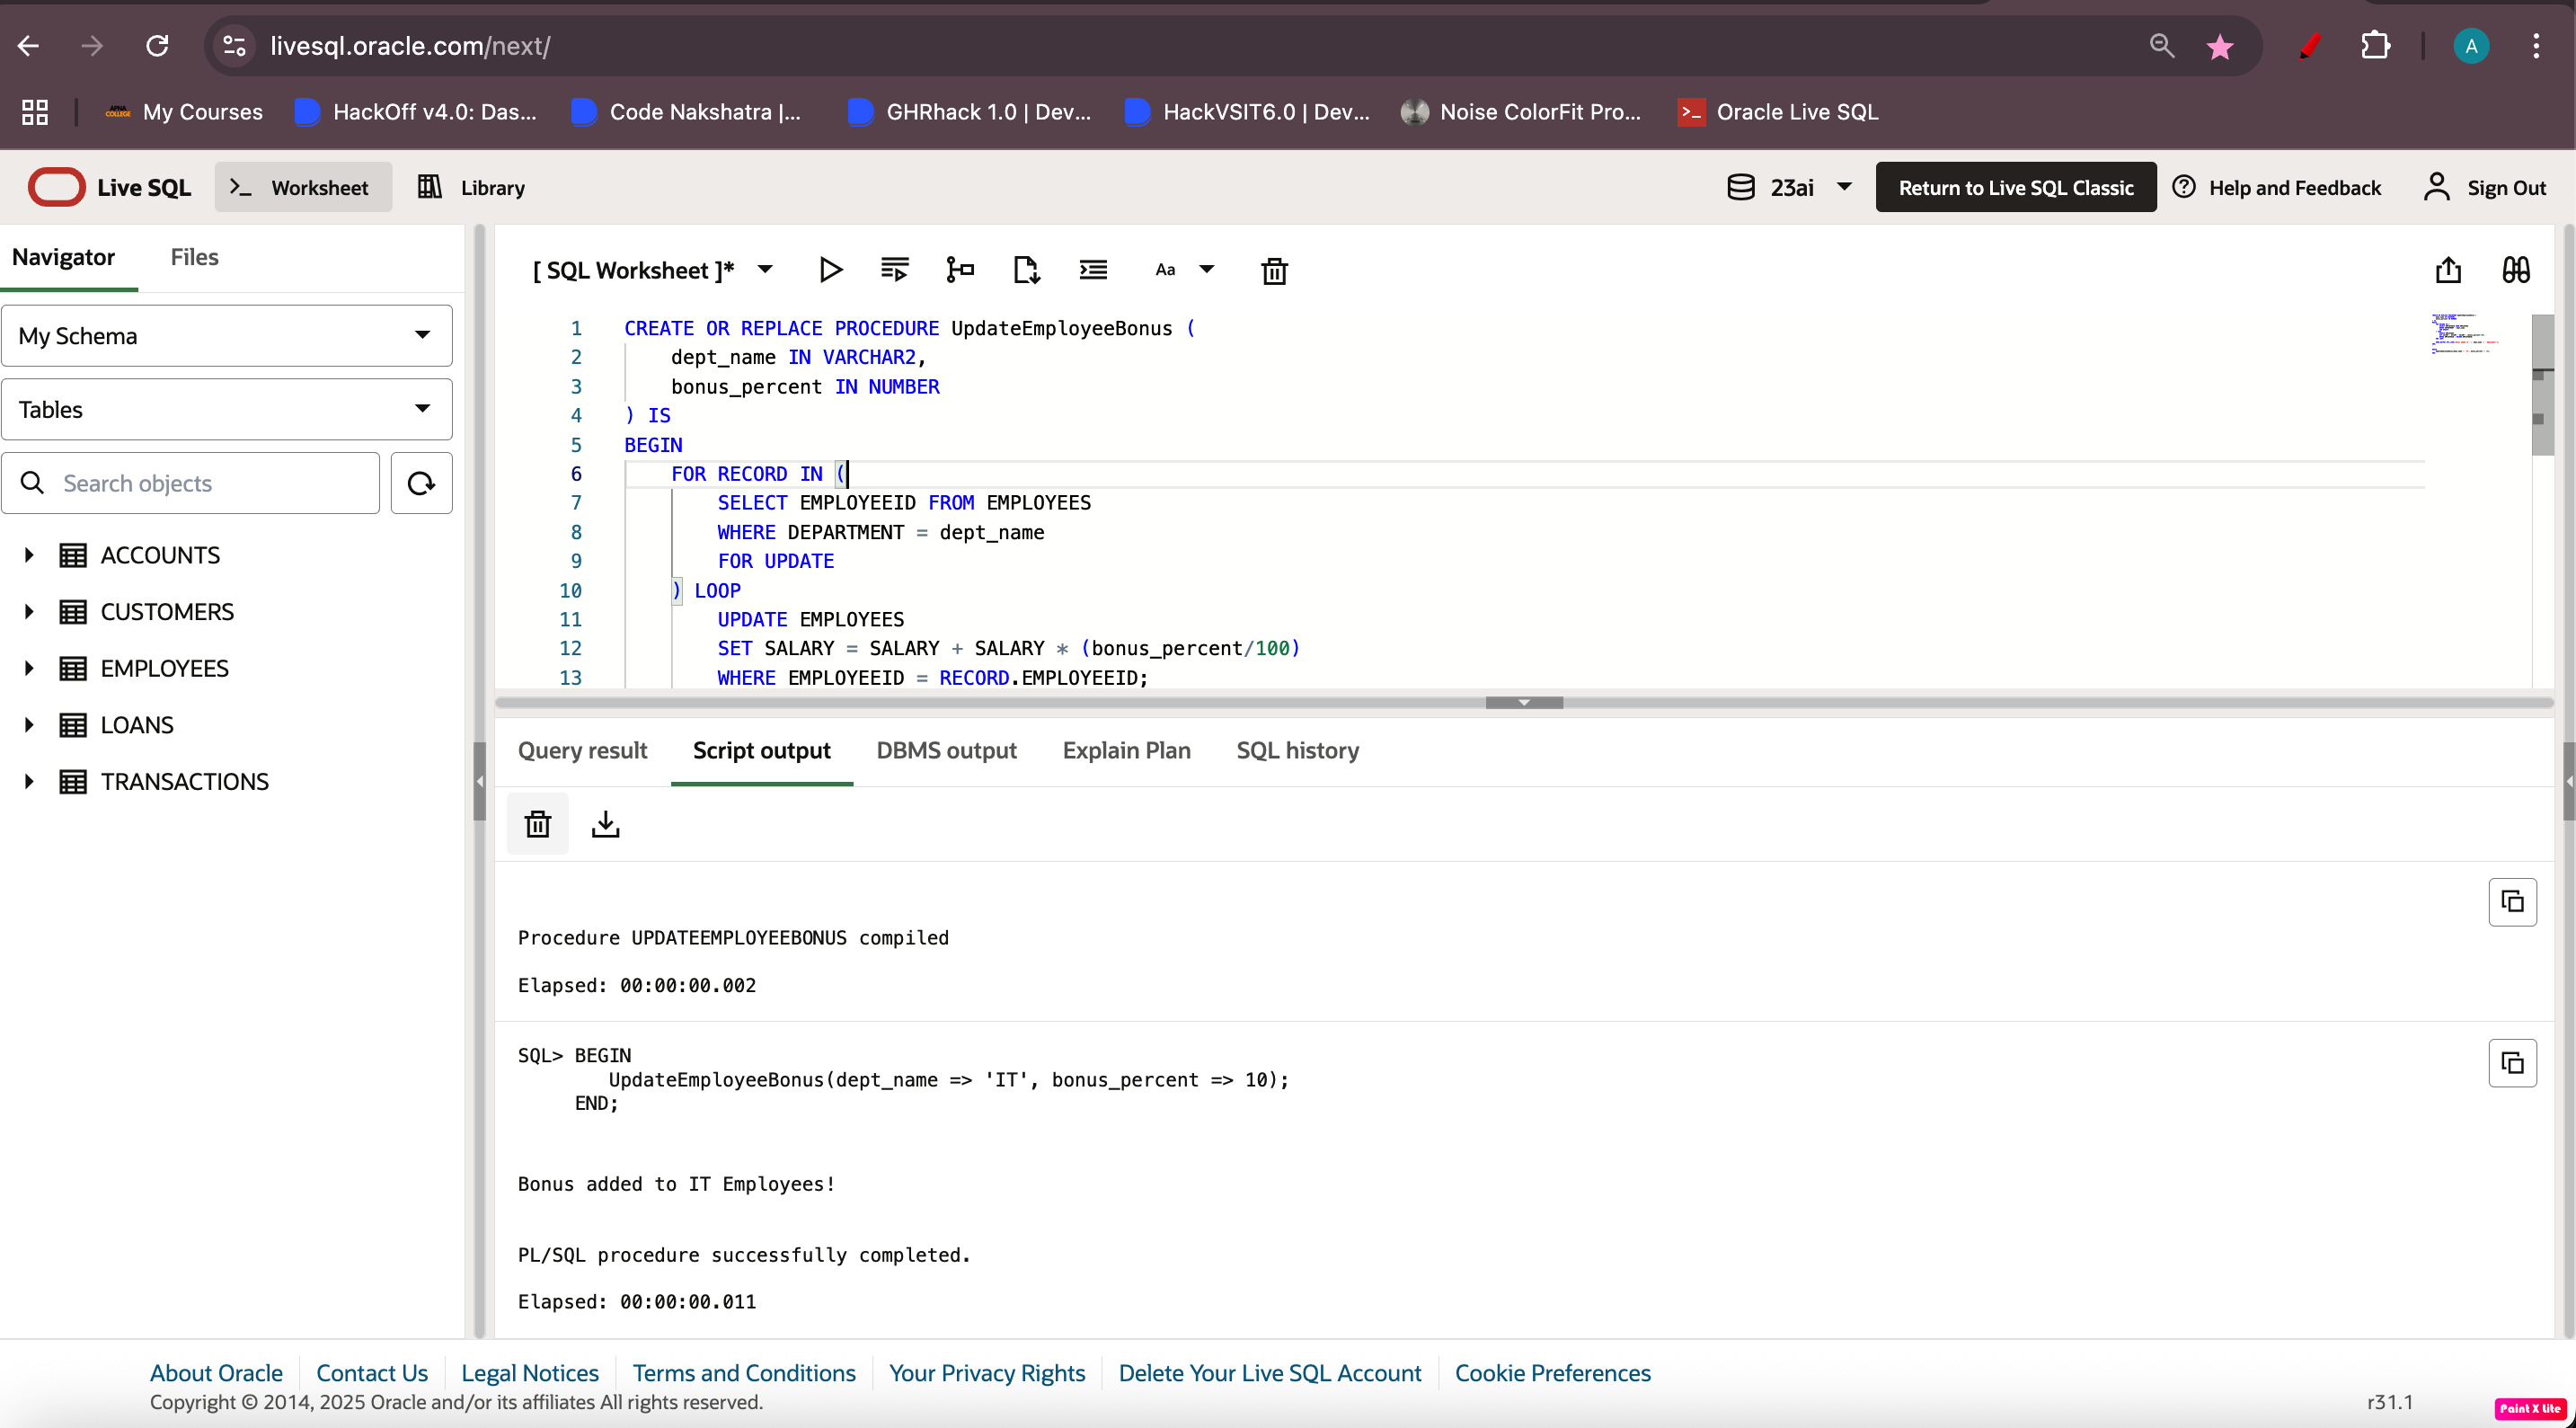 livesql.oracle.com/next/
A
My Courses
HackOff v4.0: Das...
Code Nakshatra |...
GHRhack 1.0 | Dev...
HackVSIT6.0 | Dev...
Noise ColorFit Pro...
Oracle Live SQL
Live SQL
Worksheet
Library
23ai
Return to Live SQL Classic
Help and Feedback
Sign Out
Navigator
Files
My Schema
Tables
Search objects
ACCOUNTS
CUSTOMERS
EMPLOYEES
LOANS
TRANSACTIONS
[ SQL Worksheet ]*
Aa
1 CREATE OR REPLACE PROCEDURE UpdateEmployeeBonus (
2 dept_name IN VARCHAR2,
3 bonus_percent IN NUMBER
4 ) IS
5 BEGIN
6 FOR RECORD IN (
7 SELECT EMPLOYEEID FROM EMPLOYEES
8 WHERE DEPARTMENT = dept_name
9 FOR UPDATE
10 ) LOOP
11 UPDATE EMPLOYEES
12 SET SALARY = SALARY + SALARY * (bonus_percent/100)
13 WHERE EMPLOYEEID = RECORD.EMPLOYEEID;
Query result
Script output
DBMS output
Explain Plan
SQL history
Procedure UPDATEEMPLOYEEBONUS compiled
Elapsed: 00:00:00.002
SQL> BEGIN
UpdateEmployeeBonus(dept_name => 'IT', bonus_percent => 10);
END;
Bonus added to IT Employees!
PL/SQL procedure successfully completed.
Elapsed: 00:00:00.011
About Oracle
Contact Us
Legal Notices
Terms and Conditions
Your Privacy Rights
Delete Your Live SQL Account
Cookie Preferences
Copyright © 2014, 2025 Oracle and/or its affiliates All rights reserved.
r31.1
Paint X Lite